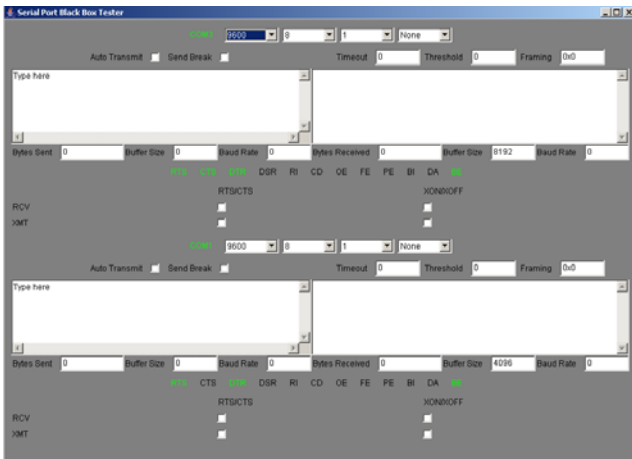 Serial Port Black Box Tester
COM1 9600 8 1 None
Auto Transmit Send Break Timeout 0 Threshold 0 Framing 0x0
Type here
Bytes Sent 0 Buffer Size 0 Baud Rate 0 Bytes Received 0 Buffer Size 8192 Baud Rate 0
RTS CTS DTR DSR RI CD OE FE PE BI DA BE
RTS/CTS XON/XOFF
RCV
XMT
9600 8 1 None
Auto Transmit Send Break Timeout 0 Threshold 0 Framing 0x0
Type here
Bytes Sent 0 Buffer Size 0 Baud Rate 0 Bytes Received 0 Buffer Size 4096 Baud Rate 0
RTS CTS DTR DSR RI CD OE FE PE BI DA BE
RTS/CTS XON/XOFF
RCV
XMT